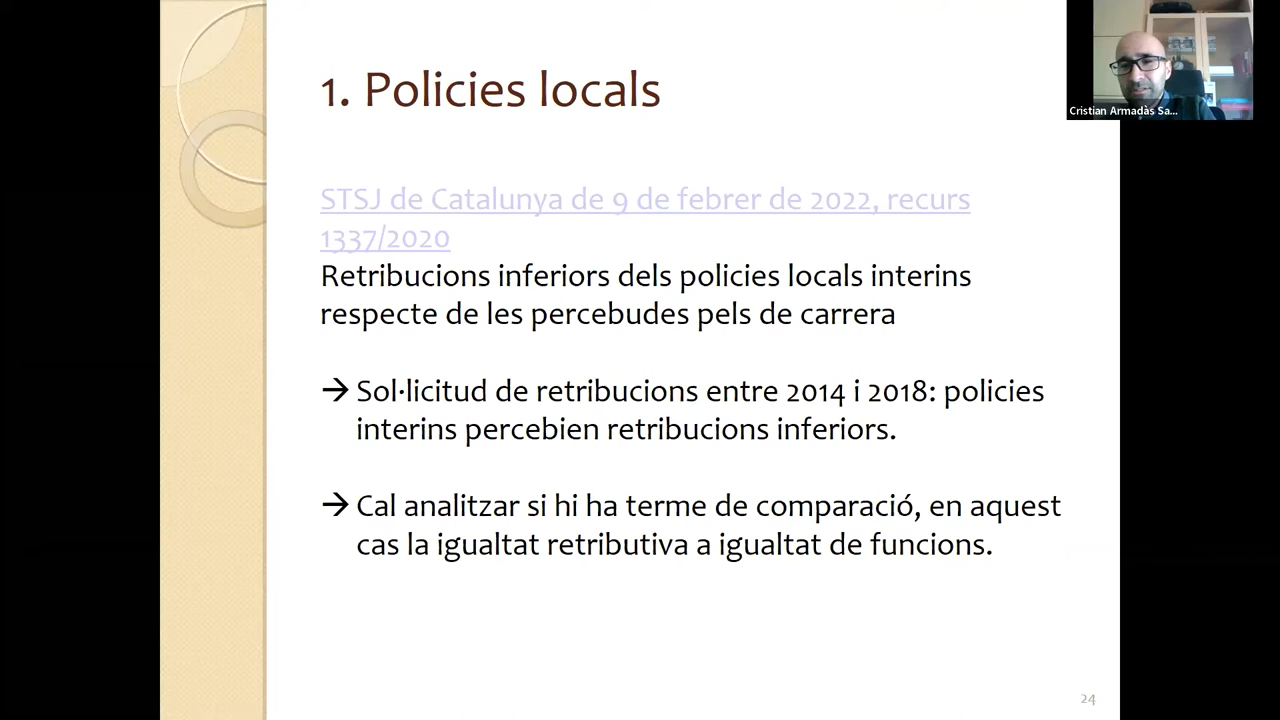 1. Policies locals
Cristian Armadàs Sa...
STSJ de Catalunya de 9 de febrer de 2022, recurs
1337/2020
Retribucions inferiors dels policies locals interins
respecte de les percebudes pels de carrera
→ Sol·licitud de retribucions entre 2014 i 2018: policies
interins percebien retribucions inferiors.
→ Cal analitzar si hi ha terme de comparació, en aquest
cas la igualtat retributiva a igualtat de funcions.
24